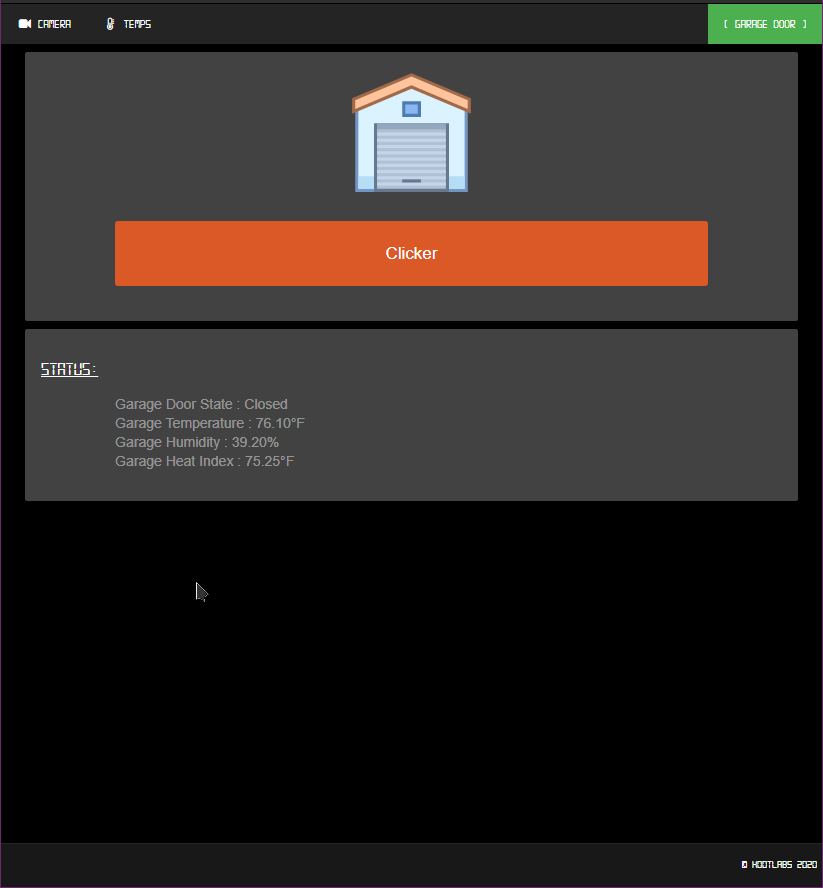 CAMERA
TEMPS
[ GARAGE DOOR ]
Clicker
STATUS:
Garage Door State : Closed
Garage Temperature : 76.10°F
Garage Humidity : 39.20%
Garage Heat Index : 75.25°F
HOOTLABS 2020